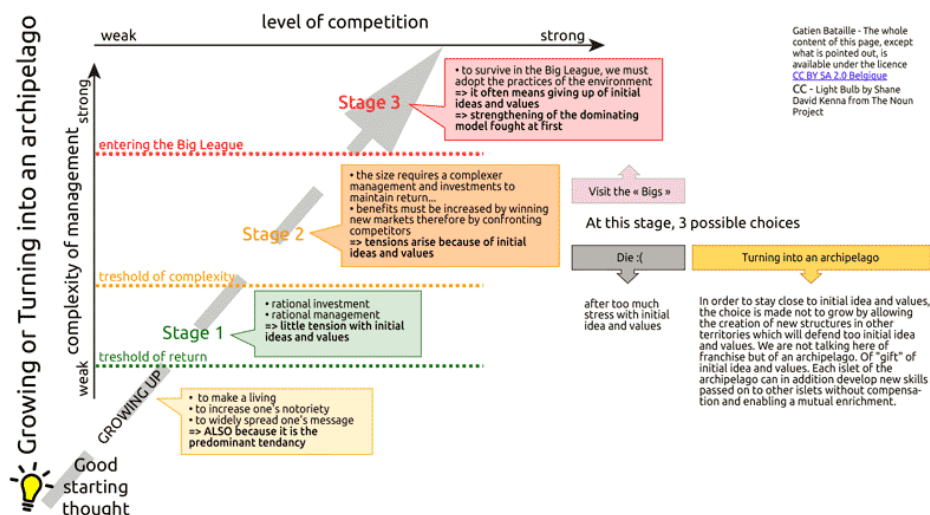 Growing or Turning into an archipelago
level of competition
weak
strong
complexity of management
strong
weak
Gatien Bataille - The whole
content of this page, except
what is pointed out, is
available under the licence
CC BY SA 2.0 Belgique
CC - Light Bulb by Shane
David Kenna from The Noun
Project
Stage 3
• to survive in the Big League, we must
adopt the practices of the environment
=> it often means giving up of initial
ideas and values
=> strengthening of the dominating
model fought at first
entering the Big League
Stage 2
• the size requires a complexer
management and investments to
maintain return...
• benefits must be increased by winning
new markets therefore by confronting
competitors
=> tensions arise because of initial
ideas and values
Visit the « Bigs »
At this stage, 3 possible choices
Die :(
after too much
stress with initial
idea and values
Turning into an archipelago
In order to stay close to initial idea and values,
the choice is made not to grow by allowing
the creation of new structures in other
territories which will defend too initial idea
and values. We are not talking here of
franchise but of an archipelago. Of "gift" of
initial idea and values. Each islet of the
archipelago can in addition develop new skills
passed on to other islets without compensa-
tion and enabling a mutual enrichment.
treshold of complexity
Stage 1
• rational investment
• rational management
=> little tension with initial
ideas and values
treshold of return
GROWING UP
• to make a living
• to increase one's notoriety
• to widely spread one's message
=> ALSO because it is the
predominant tendancy
Good
starting
thought